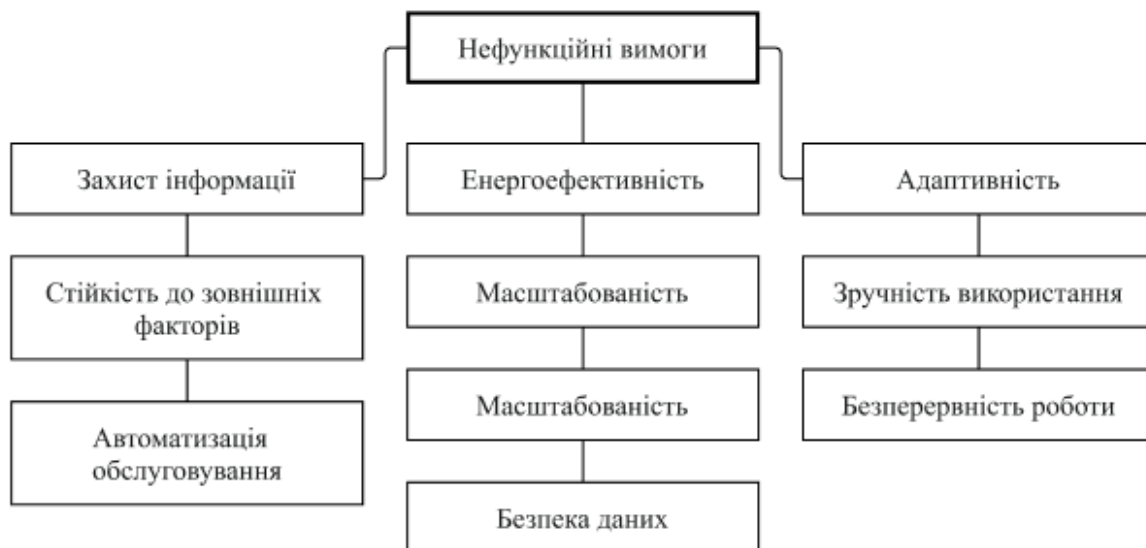 Нефункційні вимоги
Захист інформації
Енергоефективність
Адаптивність
Стійкість до зовнішніх
факторів
Масштабованість
Зручність використання
Автоматизація
обслуговування
Масштабованість
Безперервність роботи
Безпека даних